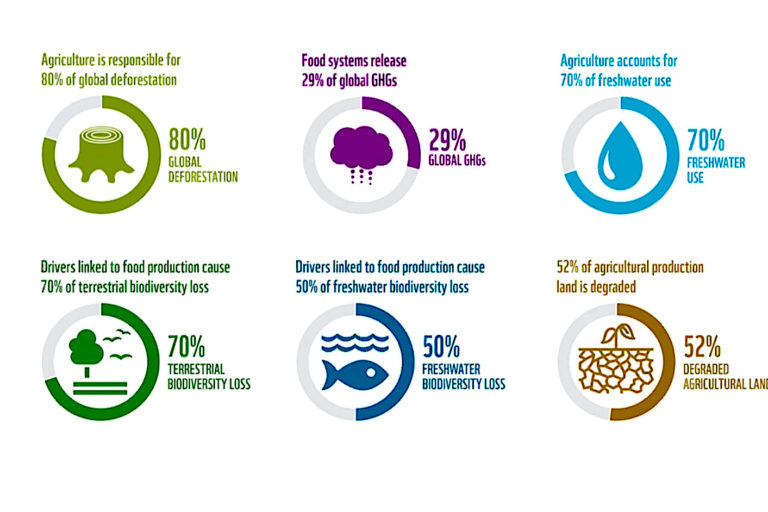 Agriculture is responsible for
80% of global deforestation
80%
GLOBAL
DEFORESTATION
Food systems release
29% of global GHGs
29%
GLOBAL GHGs
Agriculture accounts for
70% of freshwater use
70%
FRESHWATER
USE
Drivers linked to food production cause
70% of terrestrial biodiversity loss
70%
TERRESTRIAL
BIODIVERSITY LOSS
Drivers linked to food production cause
50% of freshwater biodiversity loss
50%
FRESHWATER
BIODIVERSITY LOSS
52% of agricultural production
land is degraded
52%
DEGRADED
AGRICULTURAL LAND